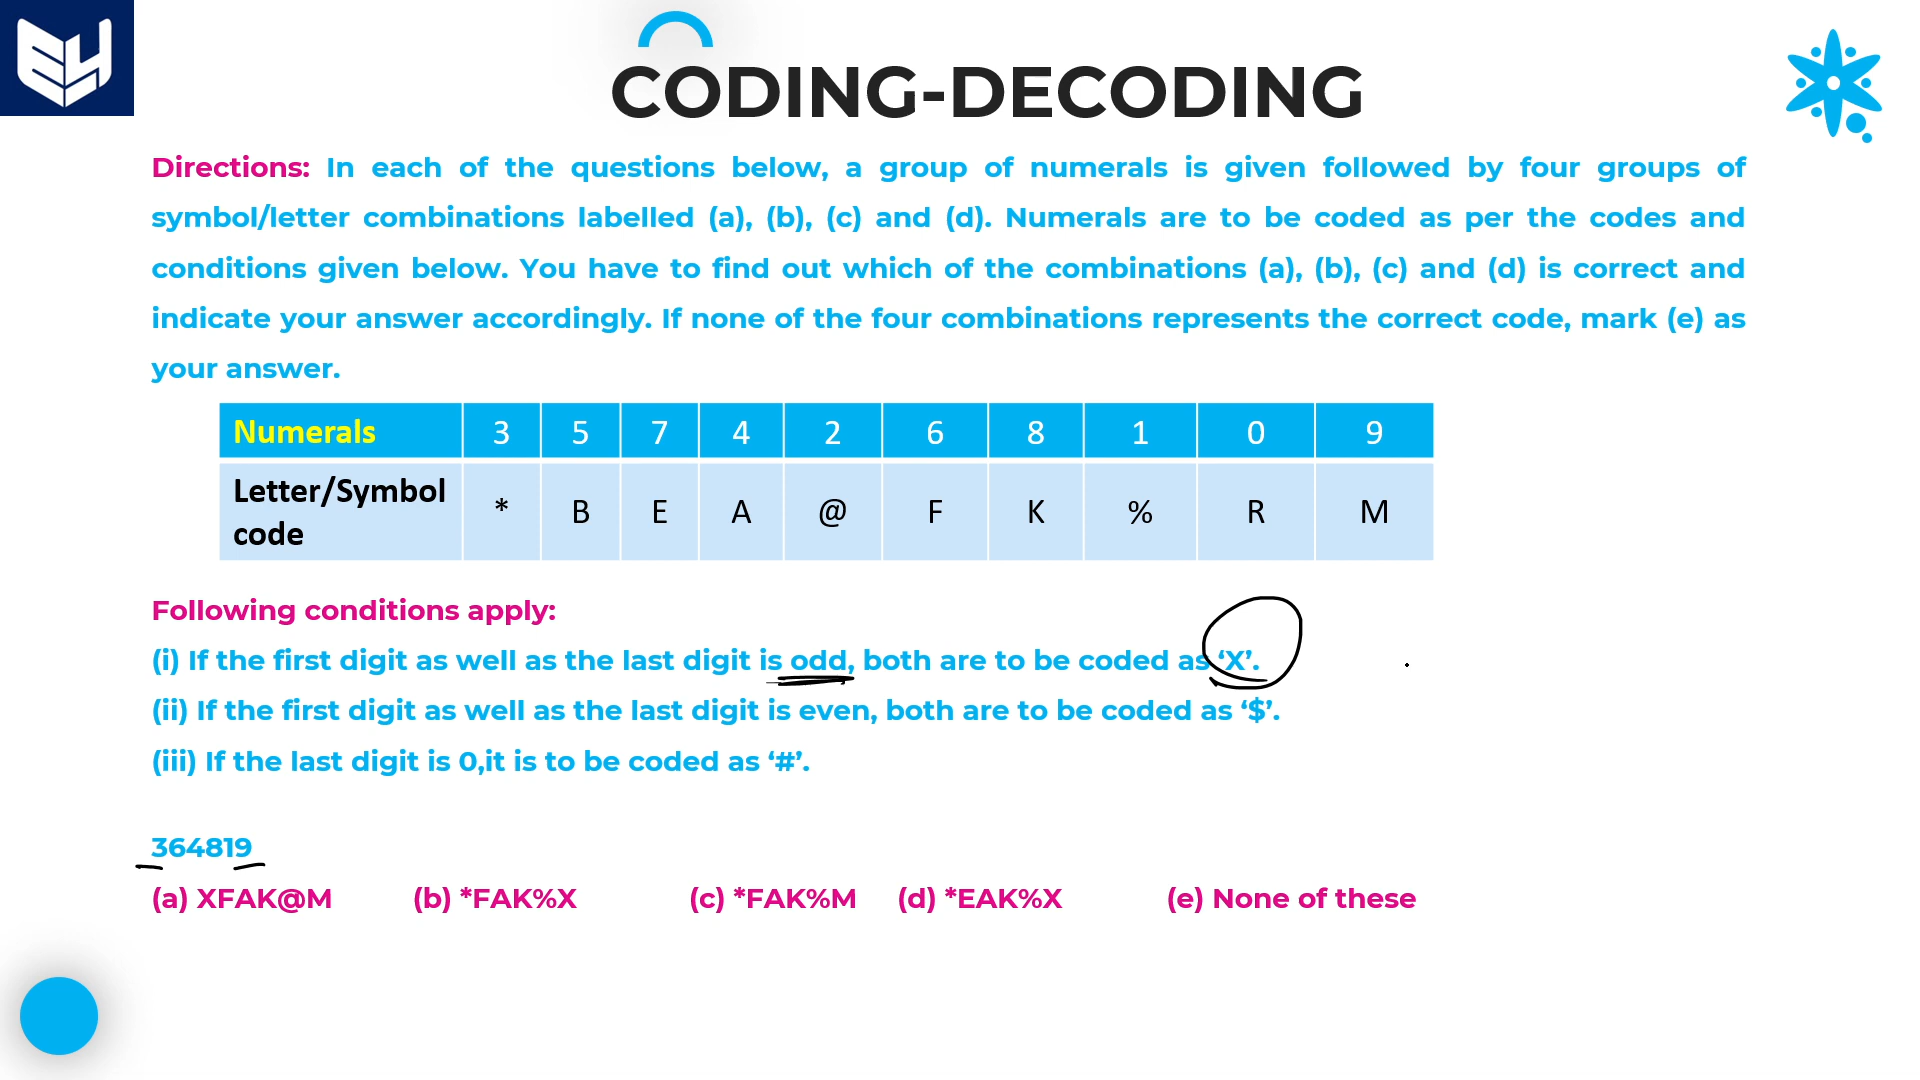 CODING-DECODING
Directions: In each of the questions below, a group of numerals is given followed by four groups of
symbol/letter combinations labelled (a), (b), (c) and (d). Numerals are to be coded as per the codes and
conditions given below. You have to find out which of the combinations (a), (b), (c) and (d) is correct and
indicate your answer accordingly. If none of the four combinations represents the correct code, mark (e) as
your answer.
Numerals 3 5 7 4 2 6 8 1 0 9
Letter/Symbol
code * B E A @ F K % R M
Following conditions apply:
(i) If the first digit as well as the last digit is odd, both are to be coded as ‘X’.
(ii) If the first digit as well as the last digit is even, both are to be coded as ‘$’.
(iii) If the last digit is 0,it is to be coded as ‘#’.
364819
(a) XFAK@M (b) *FAK%X (c) *FAK%M (d) *EAK%X (e) None of these